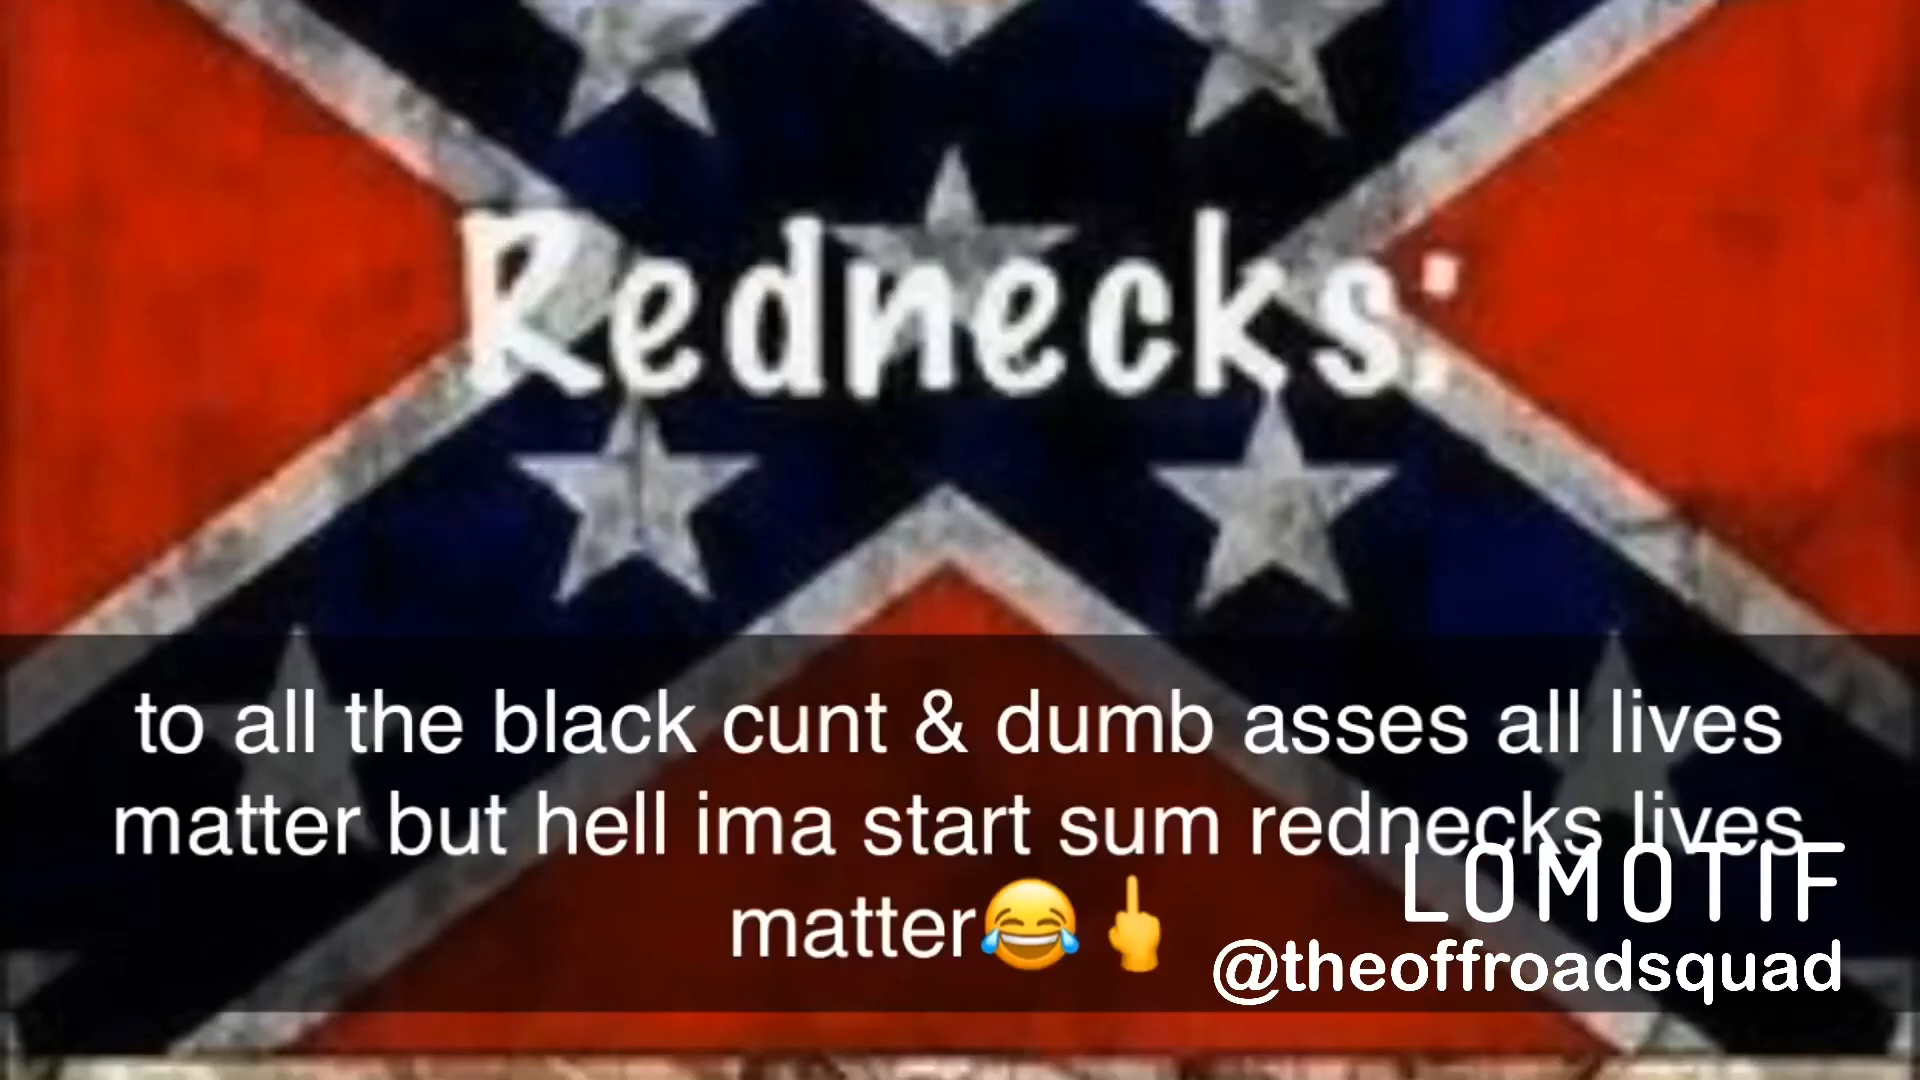 Rednecks:
to all the black cunt & dumb asses all lives
matter but hell ima start sum rednecks lives
matter😂🖕
LOMOTIF
@theoffroadsquad